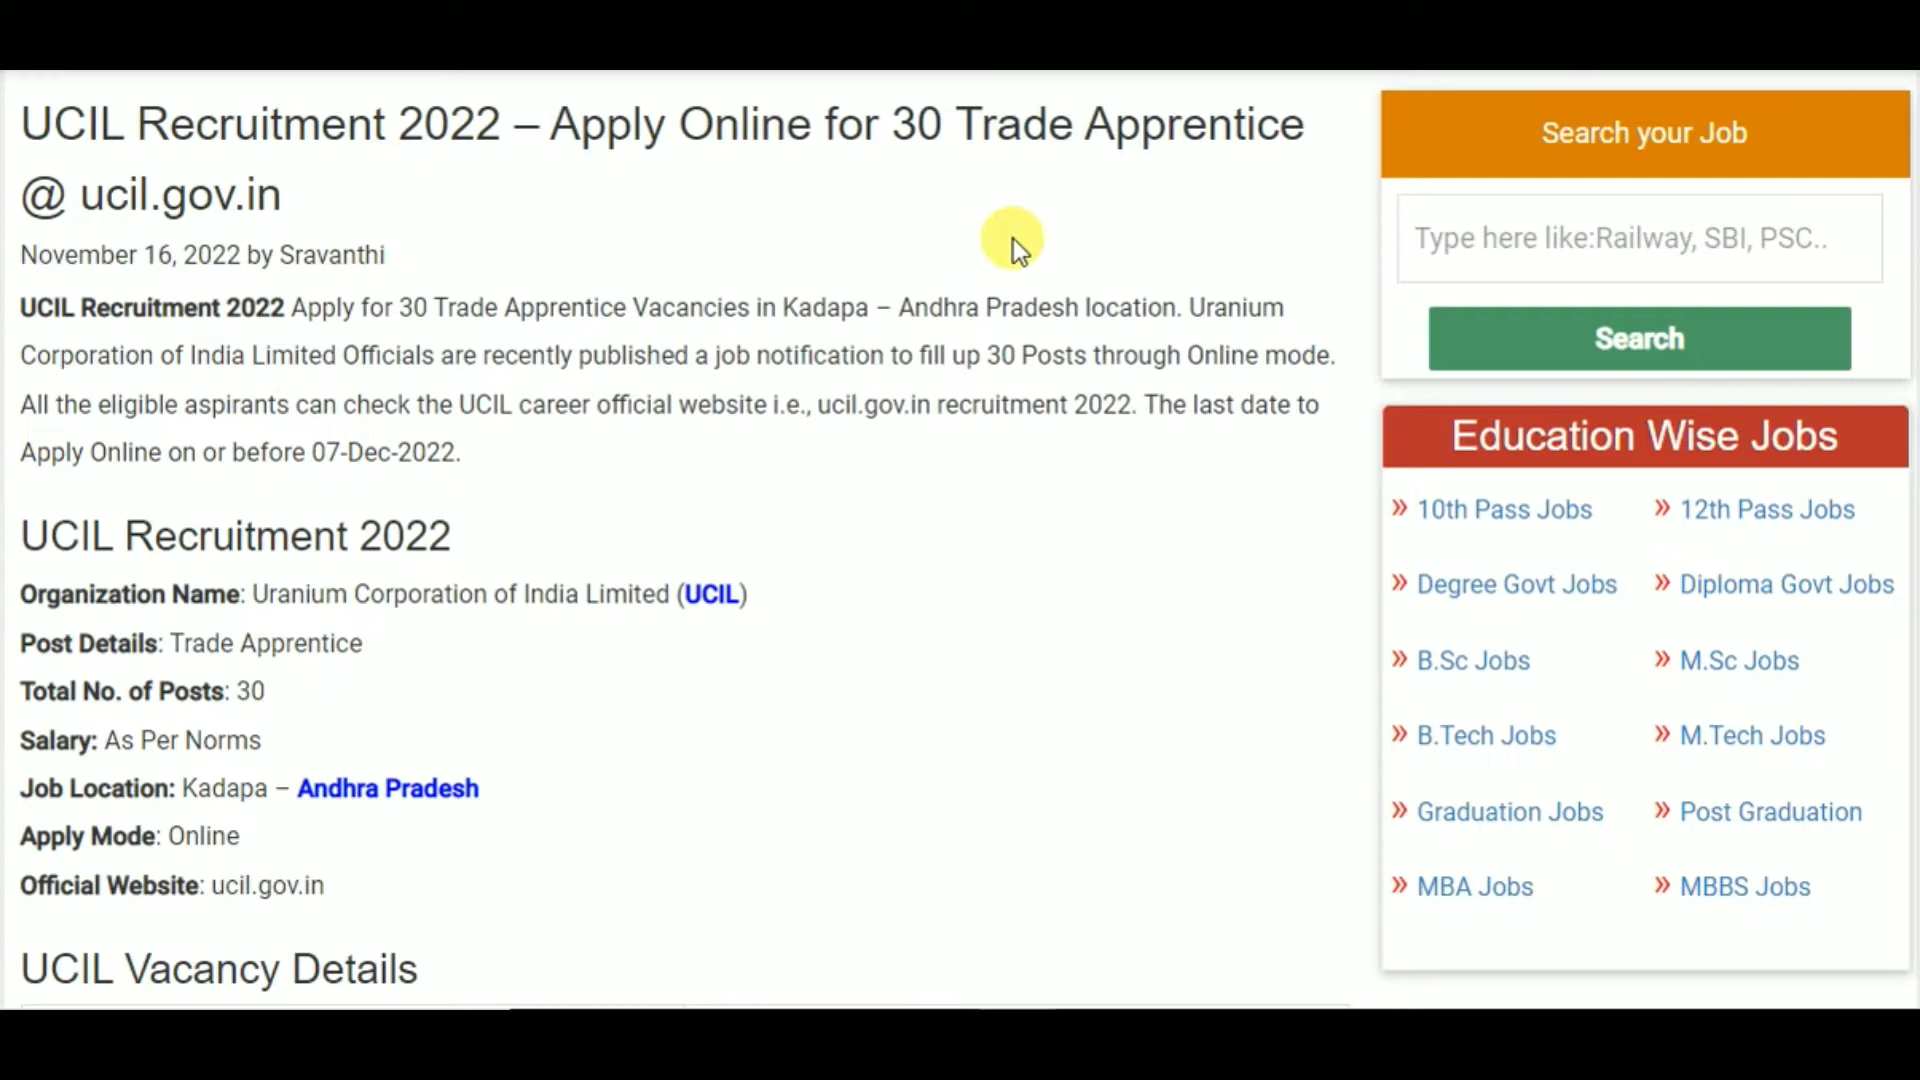 UCIL Recruitment 2022 – Apply Online for 30 Trade Apprentice
@ ucil.gov.in
November 16, 2022 by Sravanthi
UCIL Recruitment 2022 Apply for 30 Trade Apprentice Vacancies in Kadapa – Andhra Pradesh location. Uranium
Corporation of India Limited Officials are recently published a job notification to fill up 30 Posts through Online mode.
All the eligible aspirants can check the UCIL career official website i.e., ucil.gov.in recruitment 2022. The last date to
Apply Online on or before 07-Dec-2022.
UCIL Recruitment 2022
Organization Name: Uranium Corporation of India Limited (UCIL)
Post Details: Trade Apprentice
Total No. of Posts: 30
Salary: As Per Norms
Job Location: Kadapa – Andhra Pradesh
Apply Mode: Online
Official Website: ucil.gov.in
UCIL Vacancy Details
Search your Job
Type here like:Railway, SBI, PSC..
Search
Education Wise Jobs
» 10th Pass Jobs » 12th Pass Jobs
» Degree Govt Jobs » Diploma Govt Jobs
» B.Sc Jobs » M.Sc Jobs
» B.Tech Jobs » M.Tech Jobs
» Graduation Jobs » Post Graduation
» MBA Jobs » MBBS Jobs